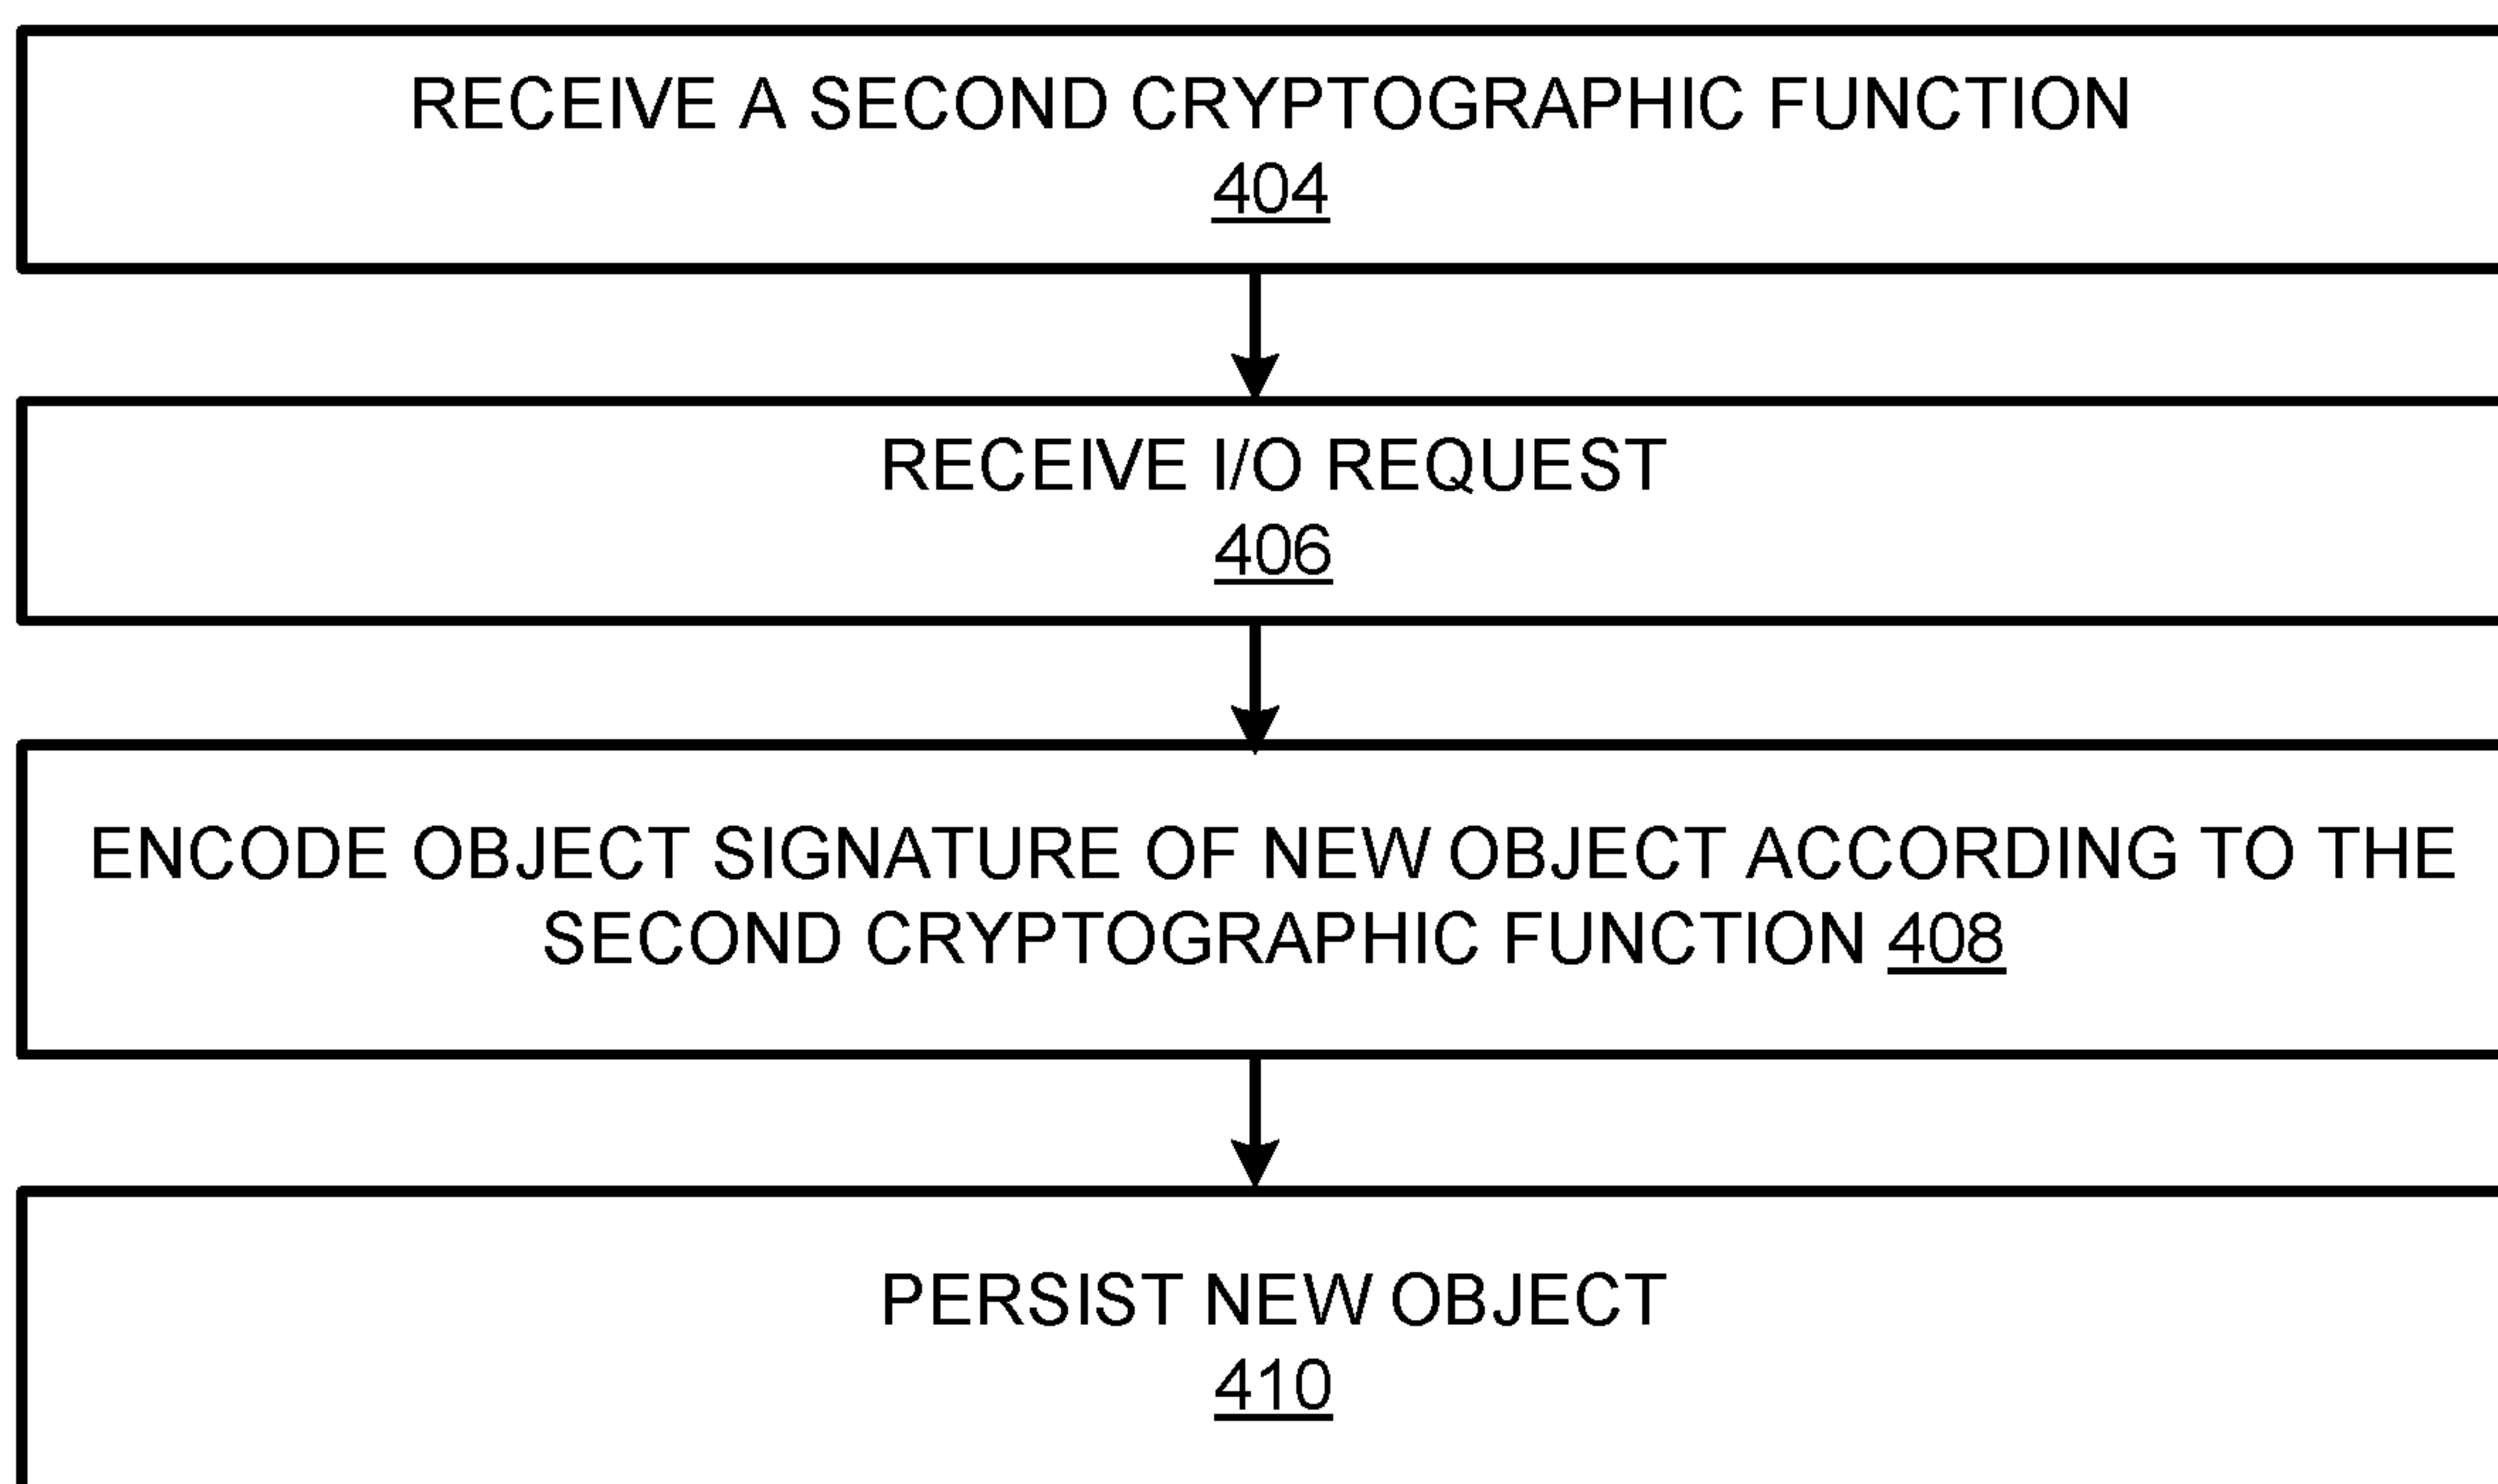 RECEIVE A SECOND CRYPTOGRAPHIC FUNCTION
404
RECEIVE I/O REQUEST
406
ENCODE OBJECT SIGNATURE OF NEW OBJECT ACCORDING TO THE
SECOND CRYPTOGRAPHIC FUNCTION 408
PERSIST NEW OBJECT
410